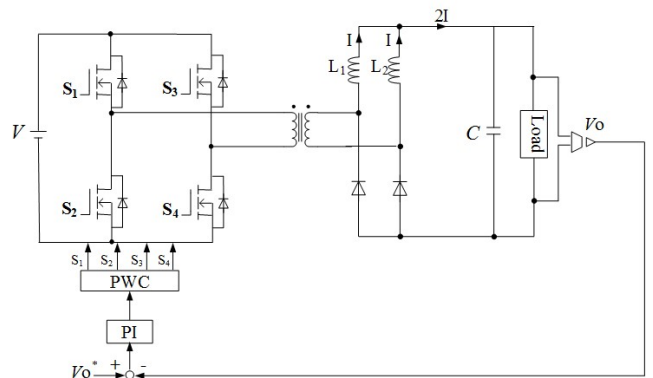 2I
I
I
L1
L2
S1
S3
V
C
Load
Vo
S2
S4
S1
S2
S3
S4
PWC
PI
Vo*
+
-